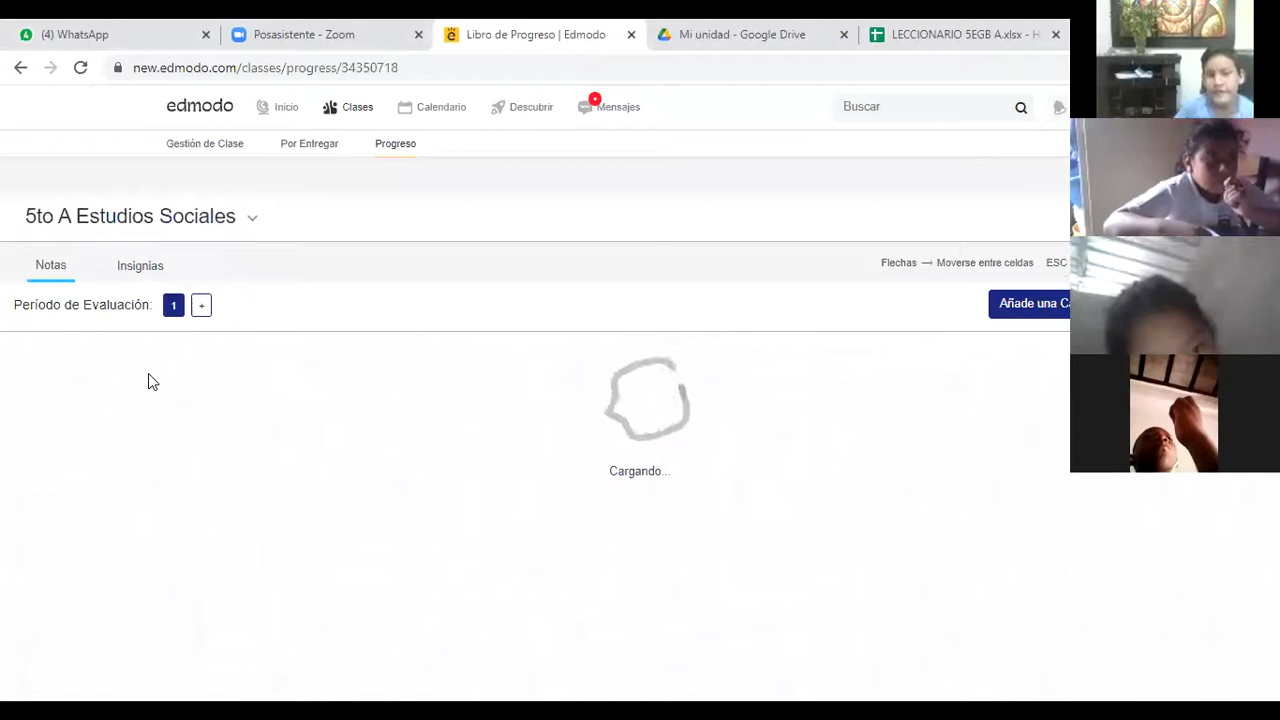 (4) WhatsApp
Posasistente - Zoom
Libro de Progreso | Edmodo
Mi unidad - Google Drive
LECCIONARIO 5EGB A.xlsx - H
new.edmodo.com/classes/progress/34350718
edmodo
Inicio
Clases
Calendario
Descubrir
Mensajes
Buscar
Gestión de Clase
Por Entregar
Progreso
5to A Estudios Sociales
Notas
Insignias
Flechas — Moverse entre celdas ESC
Período de Evaluación:
1
+
Añade una Ca
Cargando...